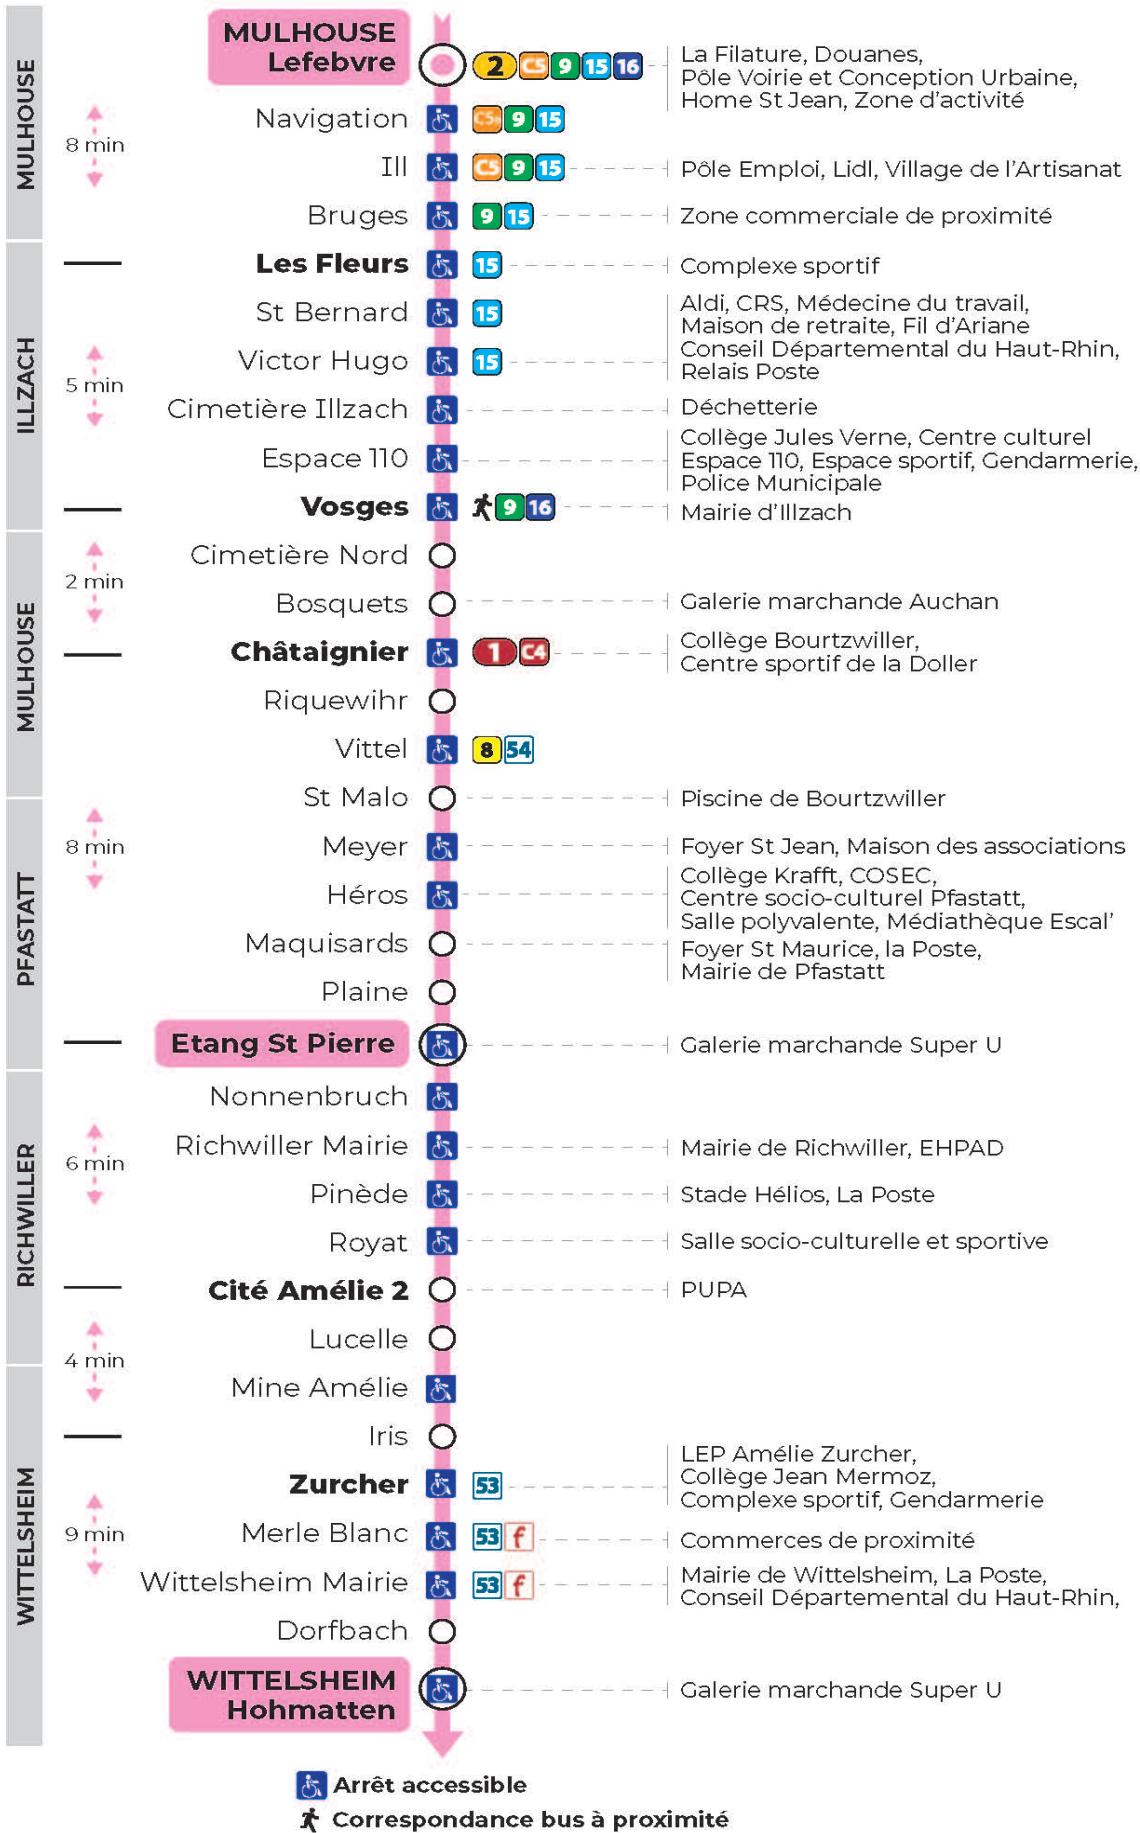 MULHOUSE
Lefebvre
2 C5 9 15 16
La Filature, Douanes,
Pôle Voirie et Conception Urbaine,
Home St Jean, Zone d'activité
MULHOUSE
8 min
Navigation
C5 9 15
Ill
C5 9 15
Pôle Emploi, Lidl, Village de l'Artisanat
Bruges
9 15
Zone commerciale de proximité
Les Fleurs
15
Complexe sportif
ILLZACH
5 min
St Bernard
15
Aldi, CRS, Médecine du travail,
Maison de retraite, Fil d'Ariane
Victor Hugo
15
Conseil Départemental du Haut-Rhin,
Relais Poste
Cimetière Illzach
Déchetterie
Espace 110
Collège Jules Verne, Centre culturel
Espace 110, Espace sportif, Gendarmerie,
Police Municipale
Vosges
9 16
Mairie d'Illzach
MULHOUSE
2 min
Cimetière Nord
Bosquets
Galerie marchande Auchan
Châtaignier
1 C4
Collège Bourtzwiller,
Centre sportif de la Doller
Riquewihr
Vittel
8 54
St Malo
Piscine de Bourtzwiller
PFASTATT
8 min
Meyer
Foyer St Jean, Maison des associations
Héros
Collège Krafft, COSEC,
Centre socio-culturel Pfastatt,
Salle polyvalente, Médiathèque Escal'
Maquisards
Foyer St Maurice, la Poste,
Mairie de Pfastatt
Plaine
Etang St Pierre
Galerie marchande Super U
RICHWILLER
6 min
Nonnenbruch
Richwiller Mairie
Mairie de Richwiller, EHPAD
Pinède
Stade Hélios, La Poste
Royat
Salle socio-culturelle et sportive
Cité Amélie 2
PUPA
4 min
Lucelle
Mine Amélie
WITTELSHEIM
Iris
Zurcher
53
LEP Amélie Zurcher,
Collège Jean Mermoz,
Complexe sportif, Gendarmerie
9 min
Merle Blanc
53 f
Commerces de proximité
Wittelsheim Mairie
53 f
Mairie de Wittelsheim, La Poste,
Conseil Départemental du Haut-Rhin,
Dorfbach
WITTELSHEIM
Hohmatten
Galerie marchande Super U
Arrêt accessible
Correspondance bus à proximité